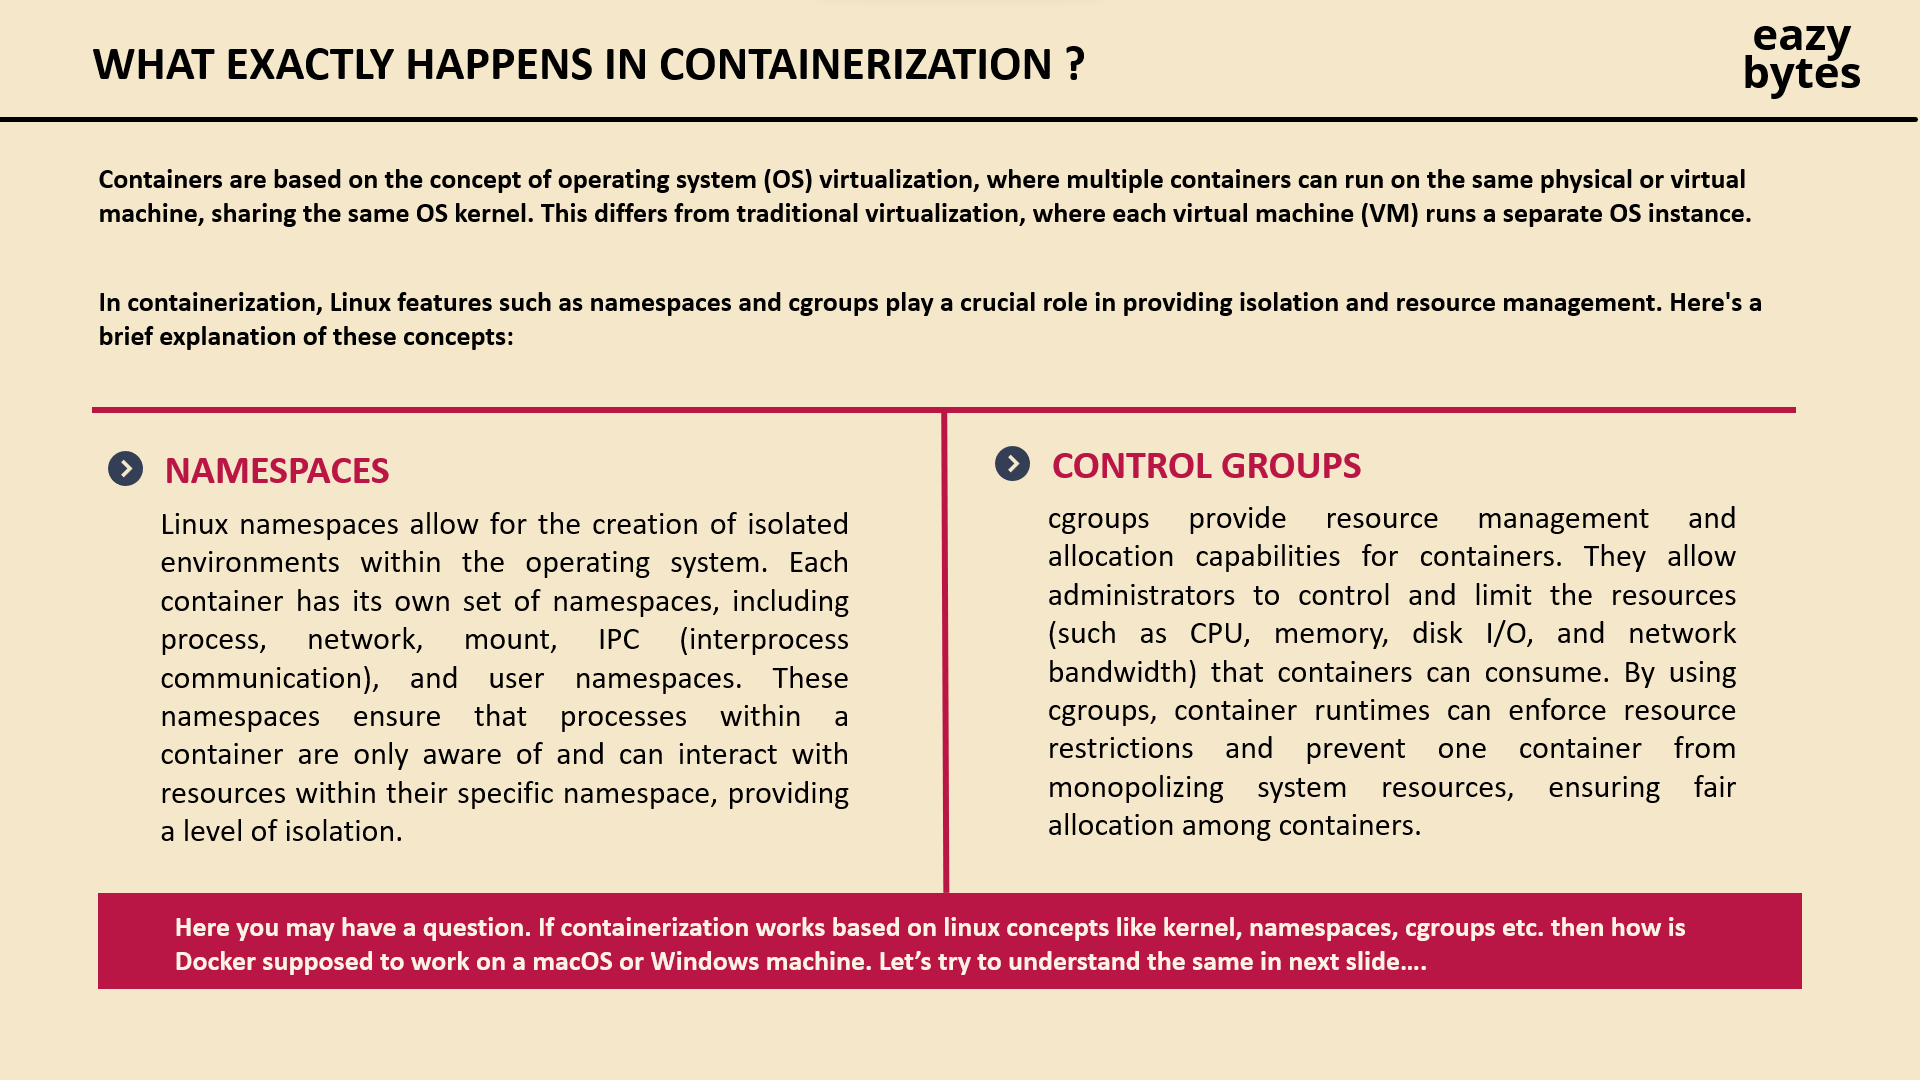 WHAT EXACTLY HAPPENS IN CONTAINERIZATION ?
eazy
bytes
Containers are based on the concept of operating system (OS) virtualization, where multiple containers can run on the same physical or virtual
machine, sharing the same OS kernel. This differs from traditional virtualization, where each virtual machine (VM) runs a separate OS instance.
In containerization, Linux features such as namespaces and cgroups play a crucial role in providing isolation and resource management. Here's a
brief explanation of these concepts:
NAMESPACES
Linux namespaces allow for the creation of isolated
environments within the operating system. Each
container has its own set of namespaces, including
process, network, mount, IPC (interprocess
communication), and user namespaces. These
namespaces ensure that processes within a
container are only aware of and can interact with
resources within their specific namespace, providing
a level of isolation.
CONTROL GROUPS
cgroups provide resource management and
allocation capabilities for containers. They allow
administrators to control and limit the resources
(such as CPU, memory, disk I/O, and network
bandwidth) that containers can consume. By using
cgroups, container runtimes can enforce resource
restrictions and prevent one container from
monopolizing system resources, ensuring fair
allocation among containers.
Here you may have a question. If containerization works based on linux concepts like kernel, namespaces, cgroups etc. then how is
Docker supposed to work on a macOS or Windows machine. Let’s try to understand the same in next slide….